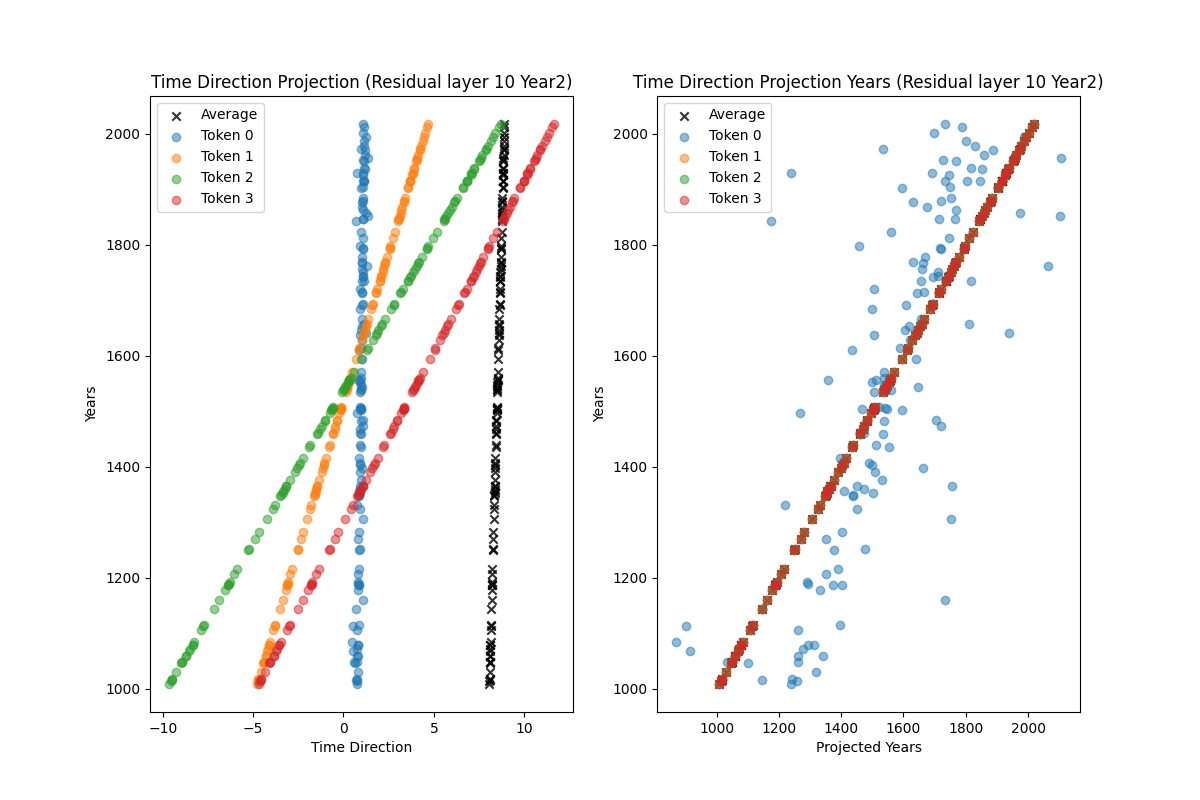 Time Direction Projection (Residual layer 10 Year2)
Average
Token 0
Token 1
Token 2
Token 3
2000
1800
1600
1400
1200
1000
Years
−10
−5
0
5
10
Time Direction
Time Direction Projection Years (Residual layer 10 Year2)
Average
Token 0
Token 1
Token 2
Token 3
2000
1800
1600
1400
1200
1000
Years
1000
1200
1400
1600
1800
2000
Projected Years